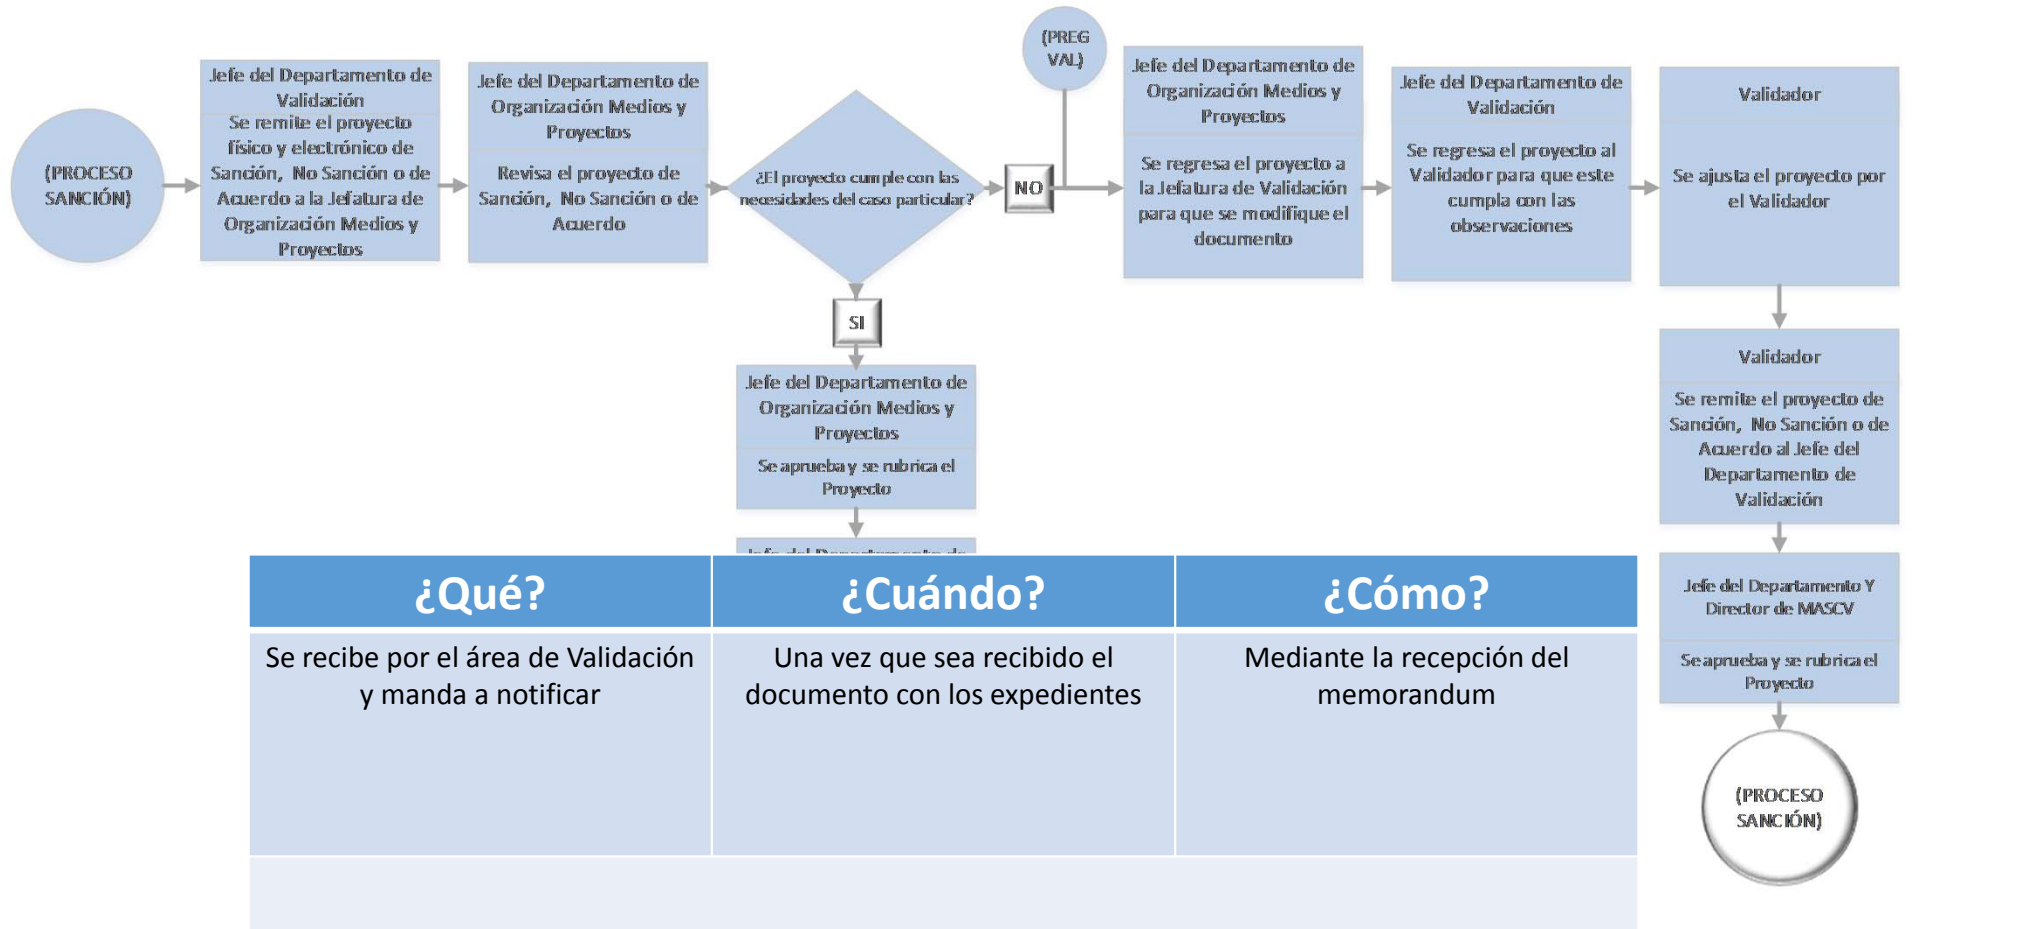 (PROCESO
SANCIÓN)
Jefe del Departamento de
Validación
Se remite el proyecto
físico y electrónico de
Sanción, No Sanción o de
Acuerdo a la Jefatura de
Organización Medios y
Proyectos
Jefe del Departamento de
Organización Medios y
Proyectos
Revisa el proyecto de
Sanción, No Sanción o de
Acuerdo
¿El proyecto cumple con las
necesidades del caso particular?
NO
(PREG
VAL)
Jefe del Departamento de
Organización Medios y
Proyectos
Se regresa el proyecto a
la Jefatura de Validación
para que se modifique el
documento
Jefe del Departamento de
Validación
Se regresa el proyecto al
Validador para que este
cumpla con las
observaciones
Validador
Se ajusta el proyecto por
el Validador
SI
Jefe del Departamento de
Organización Medios y
Proyectos
Se aprueba y se rubrica el
Proyecto
Jefe del Departamento de
Validador
Se remite el proyecto de
Sanción, No Sanción o de
Acuerdo al Jefe del
Departamento de
Validación
Jefe del Departamento Y
Director de MASCV
Se aprueba y se rubrica el
Proyecto
(PROCESO
SANCIÓN)
¿Qué?
¿Cuándo?
¿Cómo?
Se recibe por el área de Validación
y manda a notificar
Una vez que sea recibido el
documento con los expedientes
Mediante la recepción del
memorandum